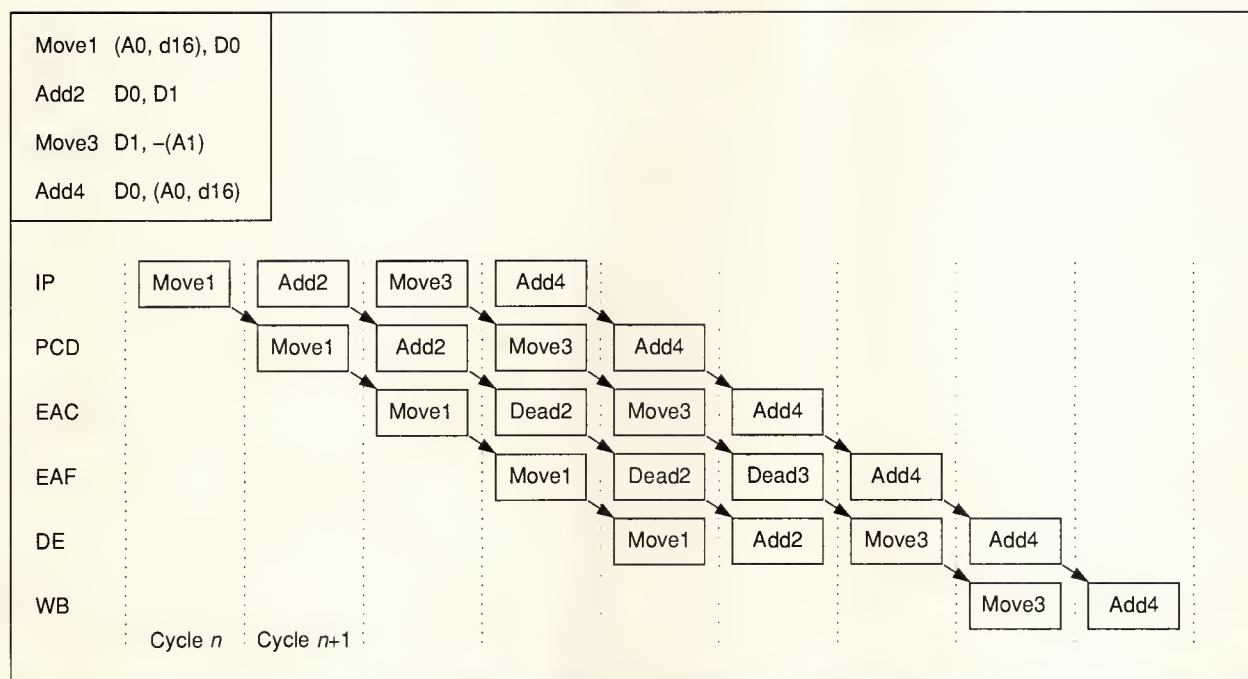 Move1 (A0, d16), D0
Add2 D0, D1
Move3 D1, –(A1)
Add4 D0, (A0, d16)
IP Move1 Add2 Move3 Add4
PCD Move1 Add2 Move3 Add4
EAC Move1 Dead2 Move3 Add4
EAF Move1 Dead2 Dead3 Add4
DE Move1 Add2 Move3 Add4
WB Move3 Add4
Cycle n Cycle n+1